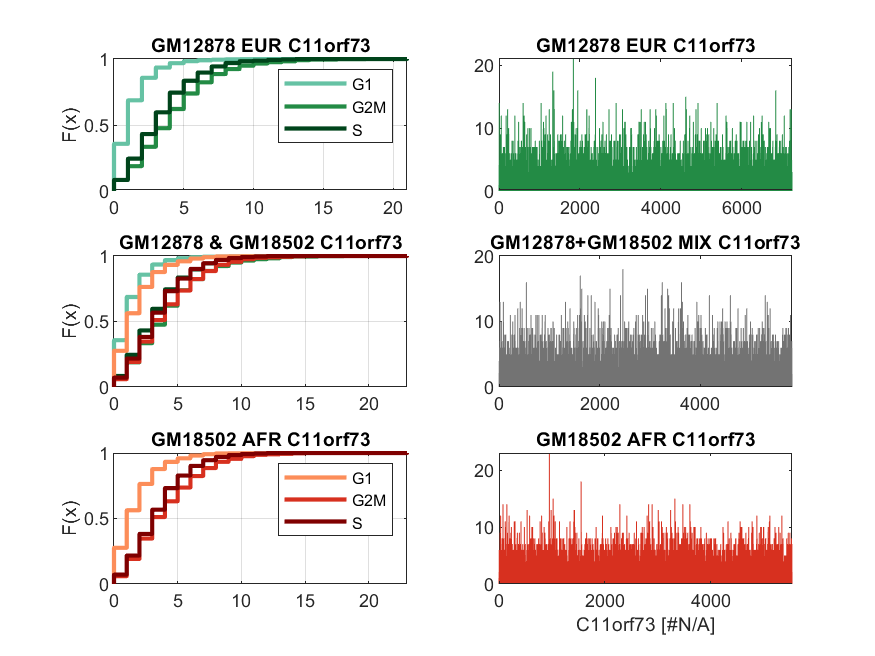 GM12878 EUR C11orf73
1
0.5
0
F(x)
0 5 10 15 20
G1
G2M
S
GM12878 EUR C11orf73
20
10
0
0 2000 4000 6000
GM12878 & GM18502 C11orf73
1
0.5
0
F(x)
0 5 10 15 20
GM12878+GM18502 MIX C11orf73
20
10
0
0 2000 4000
GM18502 AFR C11orf73
1
0.5
0
F(x)
0 5 10 15 20
G1
G2M
S
GM18502 AFR C11orf73
20
10
0
0 2000 4000
C11orf73 [#N/A]